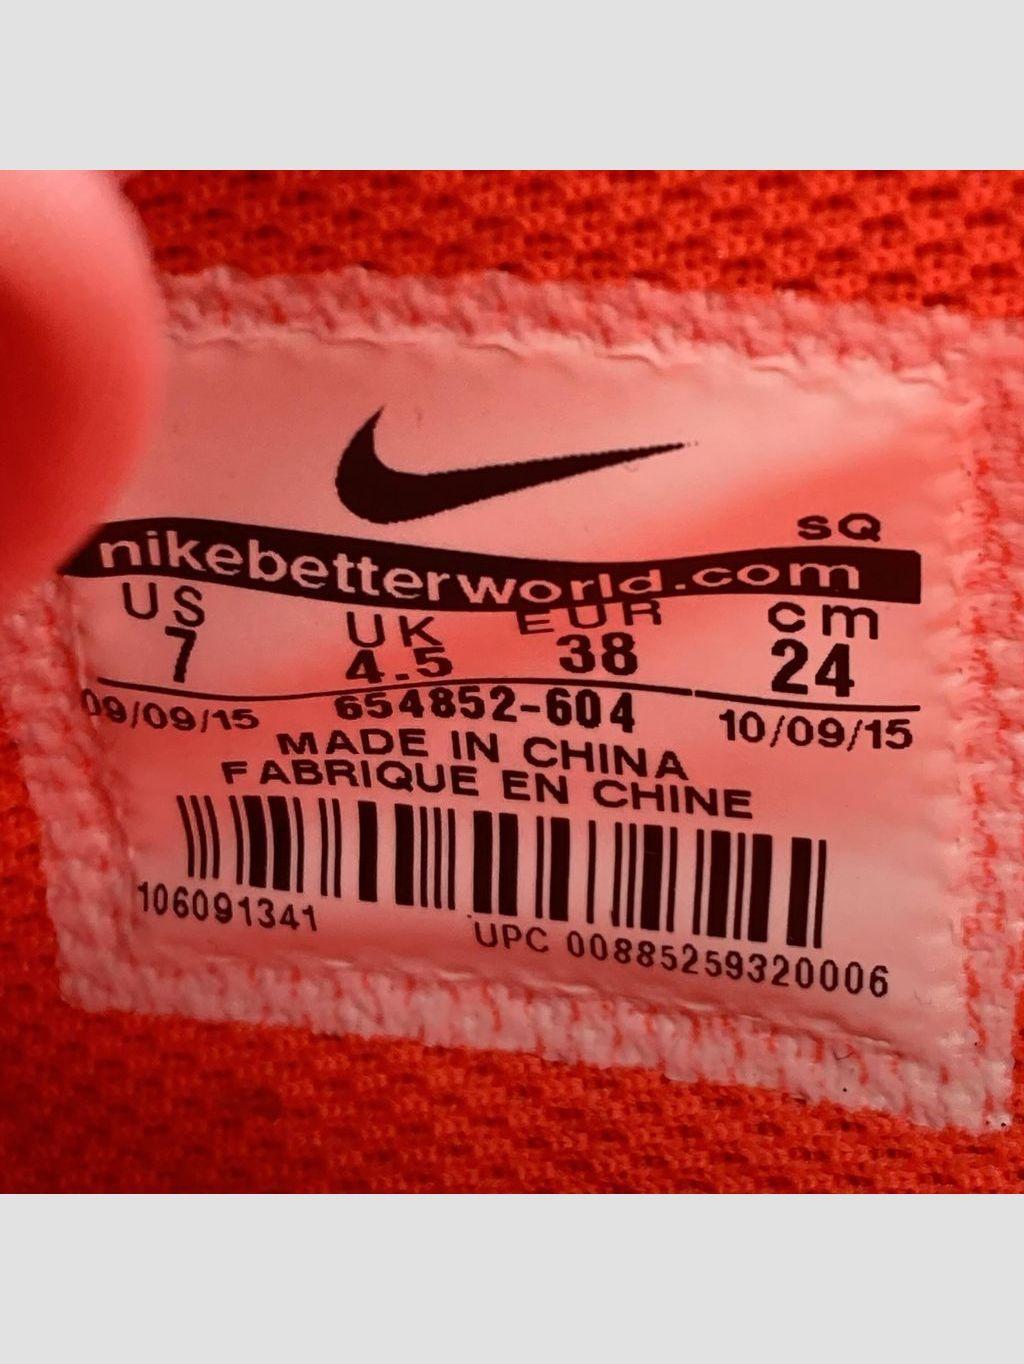 SQ
nikebetterworld.com
US UK EUR cm
7 4.5 38 24
09/09/15 654852-604 10/09/15
MADE IN CHINA
FABRIQUE EN CHINE
106091341
UPC 00885259320006